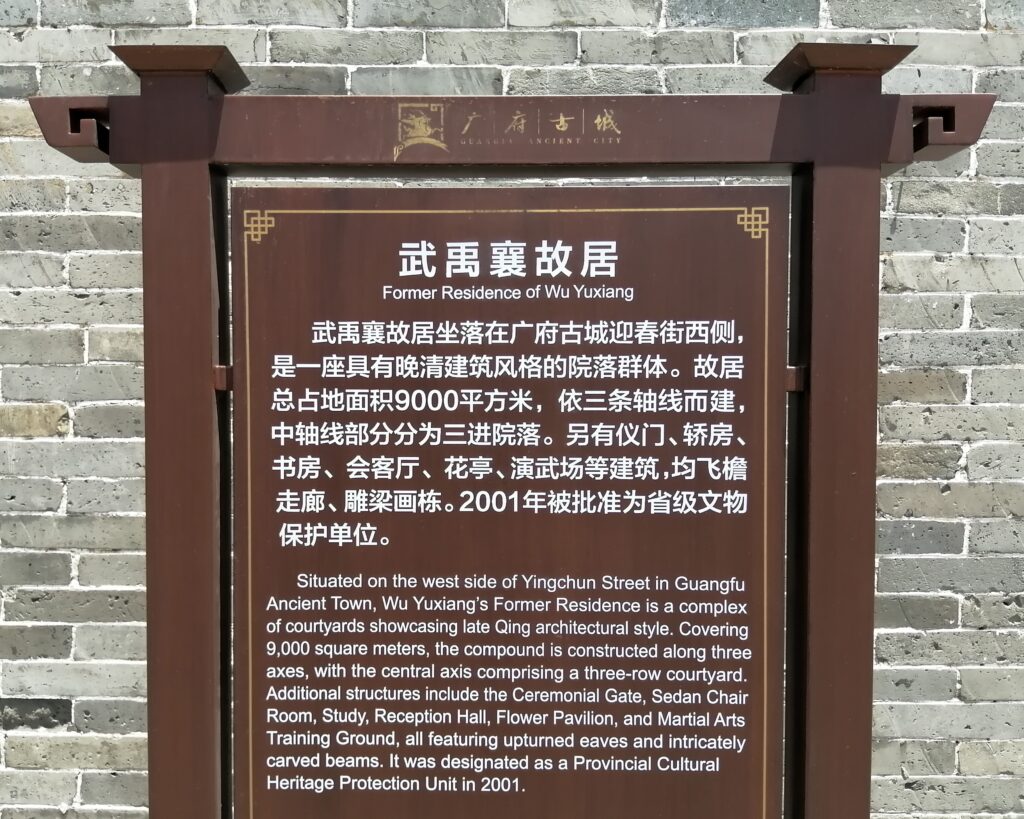 广府古城
GUANGFU ANCIENT CITY
武禹襄故居
Former Residence of Wu Yuxiang
武禹襄故居坐落在广府古城迎春街西侧，
是一座具有晚清建筑风格的院落群体。故居
总占地面积9000平方米，依三条轴线而建，
中轴线部分分为三进院落。另有仪门、轿房、
书房、会客厅、花亭、演武场等建筑，均飞檐
走廊、雕梁画栋。2001年被批准为省级文物
保护单位。
Situated on the west side of Yingchun Street in Guangfu
Ancient Town, Wu Yuxiang's Former Residence is a complex
of courtyards showcasing late Qing architectural style. Covering
9,000 square meters, the compound is constructed along three
axes, with the central axis comprising a three-row courtyard.
Additional structures include the Ceremonial Gate, Sedan Chair
Room, Study, Reception Hall, Flower Pavilion, and Martial Arts
Training Ground, all featuring upturned eaves and intricately
carved beams. It was designated as a Provincial Cultural
Heritage Protection Unit in 2001.